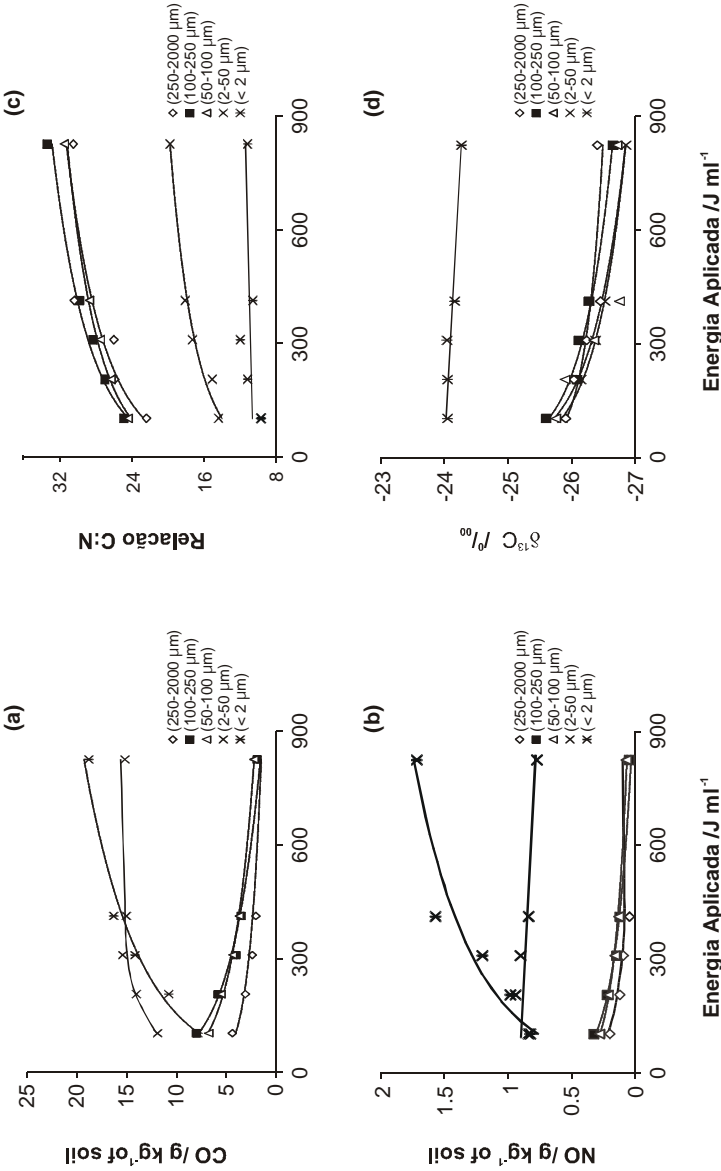 (a)
CO /g kg⁻¹of soil
25
20
15
10
5
0
0
300
600
900
◇(250-2000 µm)
■(100-250 µm)
△(50-100 µm)
×(2-50 µm)
✳(< 2 µm)
(c)
Relacão C:N
32
24
16
8
0
300
600
900
◇(250-2000 µm)
■(100-250 µm)
△(50-100 µm)
×(2-50 µm)
✳(< 2 µm)
(b)
NO /g kg⁻¹of soil
2
1.5
1
0.5
0
0
300
600
900
◇(250-2000 µm)
■(100-250 µm)
△(50-100 µm)
×(2-50 µm)
✳(< 2 µm)
Energia Aplicada /J ml⁻¹
(d)
δ¹³C /⁰/₀₀
-23
-24
-25
-26
-27
0
300
600
900
◇(250-2000 µm)
■(100-250 µm)
△(50-100 µm)
×(2-50 µm)
✳(< 2 µm)
Energia Aplicada /J ml⁻¹